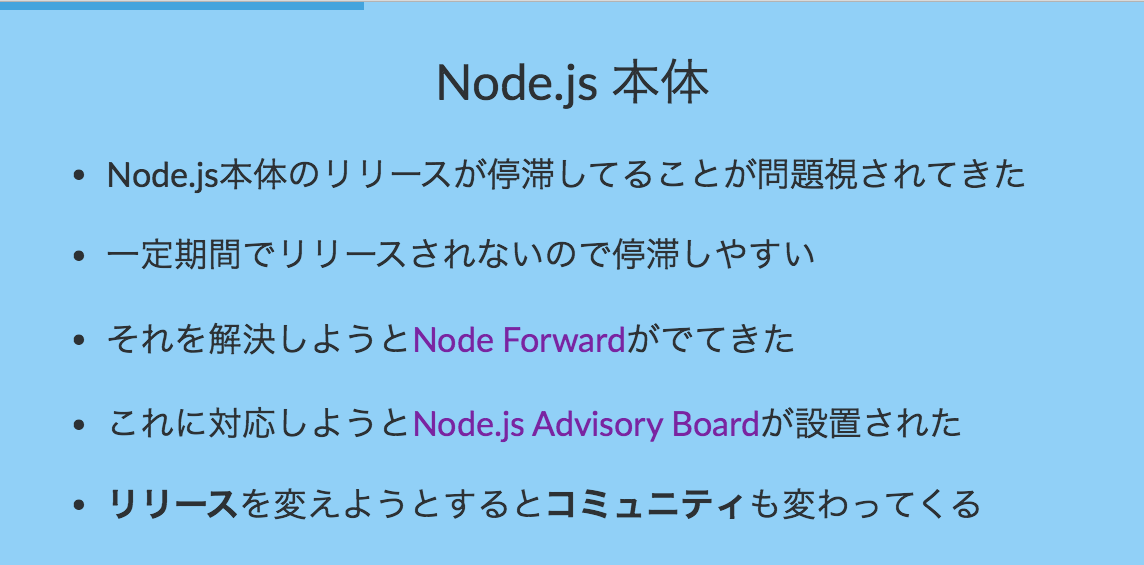 Node.js 本体
• Node.js本体のリリースが停滞してることが問題視されてきた
• 一定期間でリリースされないので停滞しやすい
• それを解決しようとNode Forwardがでてきた
• これに対応しようとNode.js Advisory Boardが設置された
• リリースを変えようとするとコミュニティも変わってくる